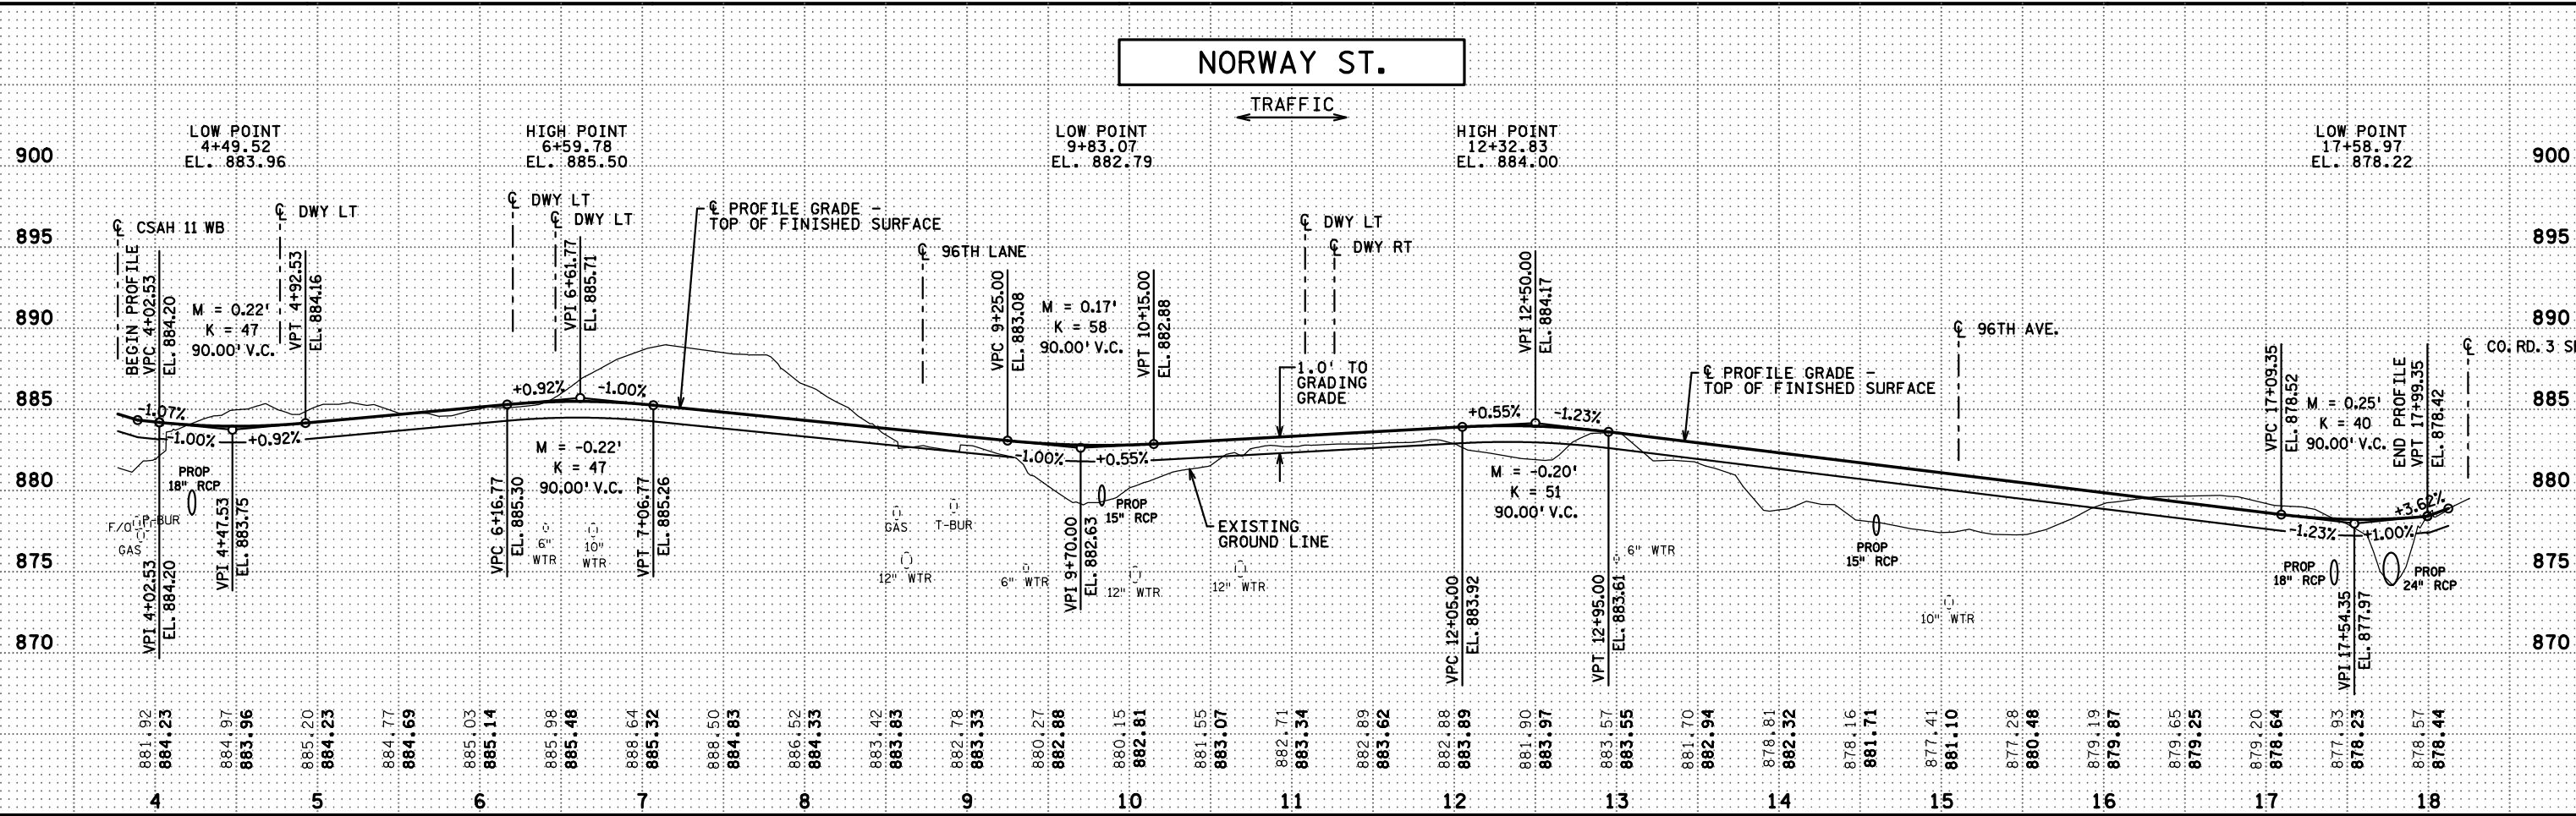 NORWAY ST.
TRAFFIC
LOW POINT
4+49.52
EL. 883.96
HIGH POINT
6+59.78
EL. 885.50
LOW POINT
9+83.07
EL. 882.79
HIGH POINT
12+32.83
EL. 884.00
LOW POINT
17+58.97
EL. 878.22
900
900
895
895
890
890
885
885
880
880
875
875
870
870
℄ CSAH 11 WB
BEGIN PROFILE
VPC 4+02.53
EL. 884.20
M = 0.22'
K = 47
90.00' V.C.
℄ DWY LT
VPT 4+92.53
EL. 884.16
℄ DWY LT
℄ DWY LT
VPI 6+61.77
EL. 885.71
℄ PROFILE GRADE -
TOP OF FINISHED SURFACE
℄ 96TH LANE
VPC 9+25.00
EL. 883.08
M = 0.17'
K = 58
90.00' V.C.
VPT 10+15.00
EL. 882.88
℄ DWY LT
℄ DWY RT
1.0' TO
GRADING
GRADE
VPI 12+50.00
EL. 884.17
℄ PROFILE GRADE -
TOP OF FINISHED SURFACE
℄ 96TH AVE.
VPC 17+09.35
EL. 878.52
M = 0.25'
K = 40
90.00' V.C.
END PROFILE
VPT 17+99.35
EL. 878.42
℄ CO. RD. 3
-1.07%
-1.00%
+0.92%
+0.92%
-1.00%
-1.00%
+0.55%
+0.55%
-1.23%
-1.23%
+1.00%
+3.62%
PROP
18" RCP
F/O
P-BUR
GAS
VPI 4+02.53
EL. 884.20
VPI 4+47.53
EL. 883.75
VPC 6+16.77
EL. 885.30
M = -0.22'
K = 47
90.00' V.C.
6"
WTR
10"
WTR
VPT 7+06.77
EL. 885.26
GAS
12" WTR
T-BUR
6" WTR
VPI 9+70.00
EL. 882.63
PROP
15" RCP
12" WTR
EXISTING
GROUND LINE
12" WTR
VPC 12+05.00
EL. 883.92
M = -0.20'
K = 51
90.00' V.C.
VPT 12+95.00
EL. 883.61
6" WTR
PROP
15" RCP
10" WTR
PROP
18" RCP
VPI 17+54.35
EL. 877.97
PROP
24" RCP
881.92
884.23
884.97
883.96
885.20
884.23
884.77
884.69
885.03
885.14
885.98
885.48
888.64
885.32
888.50
884.83
886.52
884.33
883.42
883.83
882.78
883.33
880.27
882.88
880.15
882.81
881.55
883.07
882.71
883.34
882.89
883.62
882.88
883.89
881.90
883.97
883.57
883.55
881.70
882.94
878.81
882.32
878.16
881.71
877.41
881.10
877.28
880.48
879.19
879.87
879.65
879.25
879.20
878.64
877.93
878.23
878.57
878.44
4
5
6
7
8
9
10
11
12
13
14
15
16
17
18